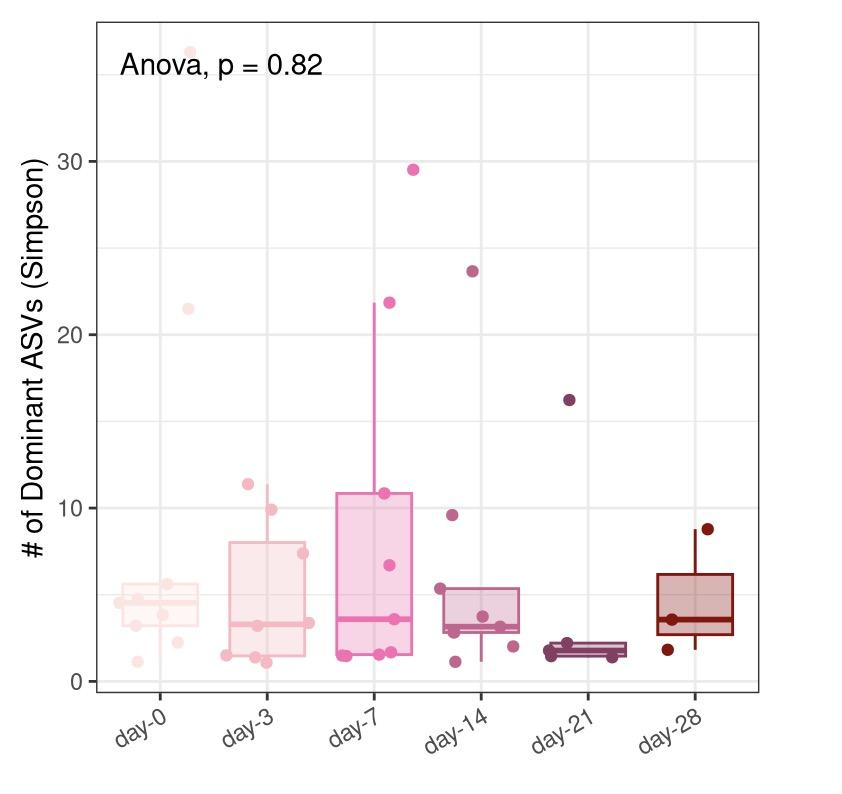 Anova, p = 0.82
# of Dominant ASVs (Simpson)
30
20
10
0
day-0
day-3
day-7
day-14
day-21
day-28